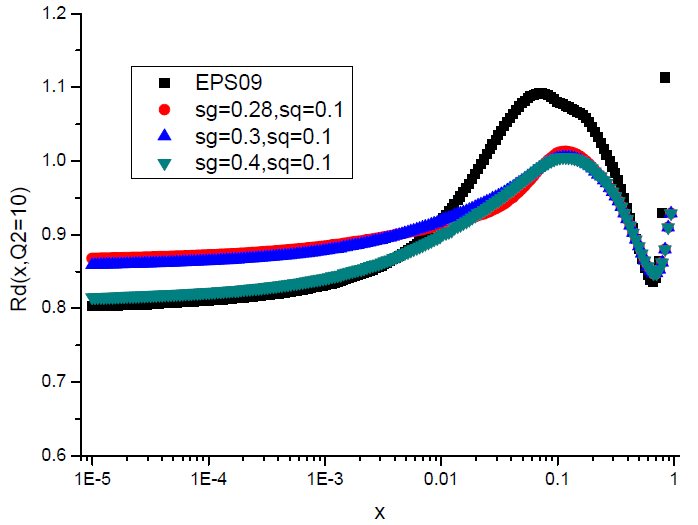 1.2
1.1
1.0
0.9
0.8
0.7
0.6
Rd(x,Q2=10)
EPS09
sg=0.28,sq=0.1
sg=0.3,sq=0.1
sg=0.4,sq=0.1
1E-5 1E-4 1E-3 0.01 0.1 1
x